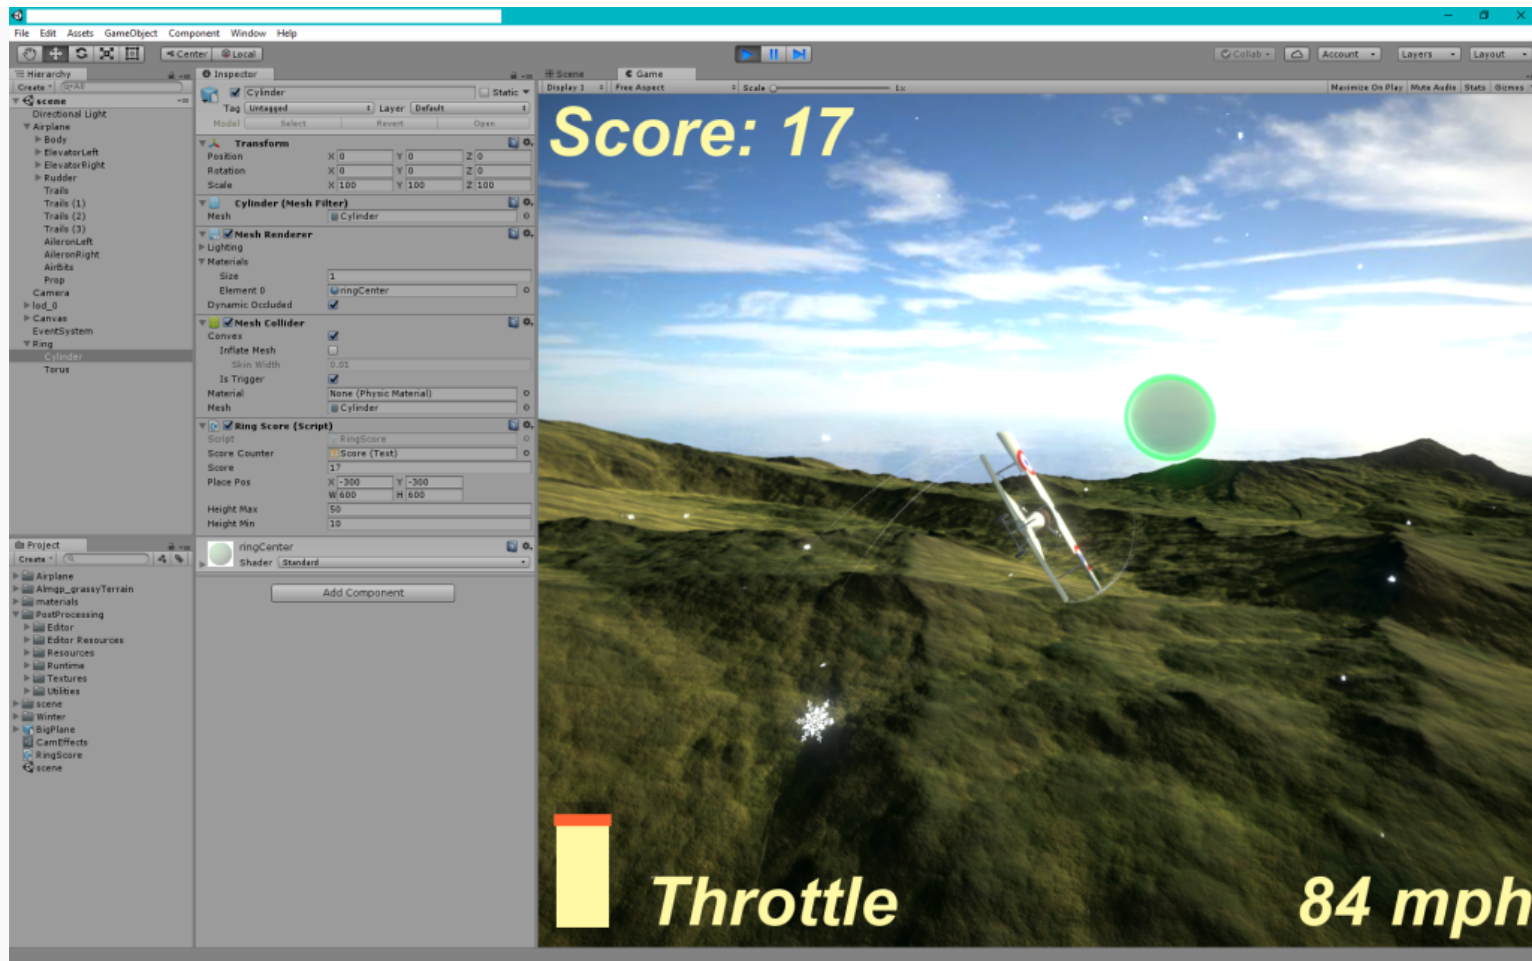 File Edit Assets GameObject Component Window Help
Center Local
Collab Account Layers Layout
Hierarchy
Create All
scene
Directional Light
Airplane
Body
ElevatorLeft
ElevatorRight
Rudder
Trails
Trails (1)
Trails (2)
Trails (3)
AileronLeft
AileronRight
AirBits
Prop
Camera
lod_0
Canvas
EventSystem
Ring
Cylinder
Torus
Project
Create
Airplane
Almgp_grassyTerrain
materials
PostProcessing
Editor
Editor Resources
Resources
Runtime
Textures
Utilities
scene
Winter
BigPlane
CamEffects
RingScore
scene
Inspector
Cylinder Static
Tag Untagged Layer Default
Model Select Revert Open
Transform
Position X 0 Y 0 Z 0
Rotation X 0 Y 0 Z 0
Scale X 100 Y 100 Z 100
Cylinder (Mesh Filter)
Mesh Cylinder
Mesh Renderer
Lighting
Materials
Size 1
Element 0 ringCenter
Dynamic Occluded
Mesh Collider
Convex
Inflate Mesh
Skin Width 0.01
Is Trigger
Material None (Physic Material)
Mesh Cylinder
Ring Score (Script)
Script RingScore
Score Counter Score (Text)
Score 17
Place Pos X -300 Y -300
W 600 H 600
Height Max 50
Height Min 10
ringCenter
Shader Standard
Add Component
Scene Game
Display 1 Free Aspect Scale 1x Maximize On Play Mute Audio Stats Gizmos
Score: 17
Throttle
84 mph